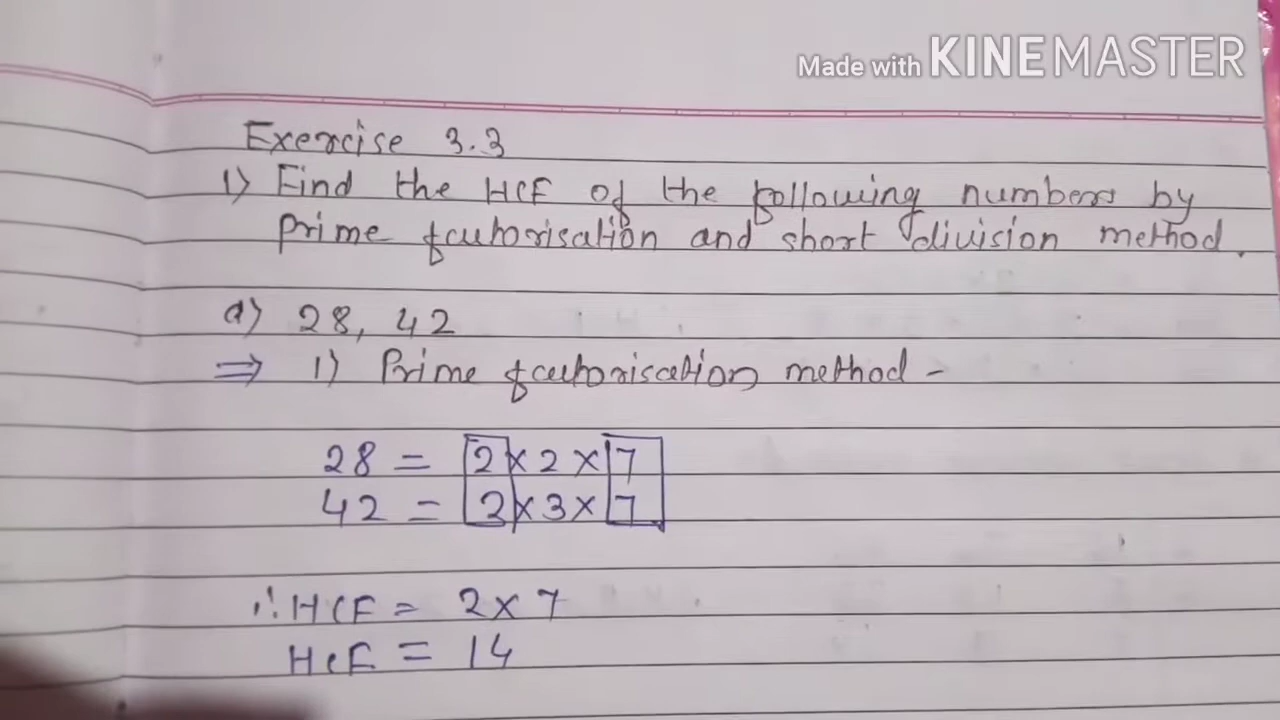 Made with KINEMASTER
Exercise 3.3
1) Find the HCF of the following numbers by
prime factorisation and short division method.
a) 28, 42
⇒ 1) Prime factorisation method -
28 = 2 × 2 × 7
42 = 2 × 3 × 7
∴ HCF = 2 × 7
HCF = 14